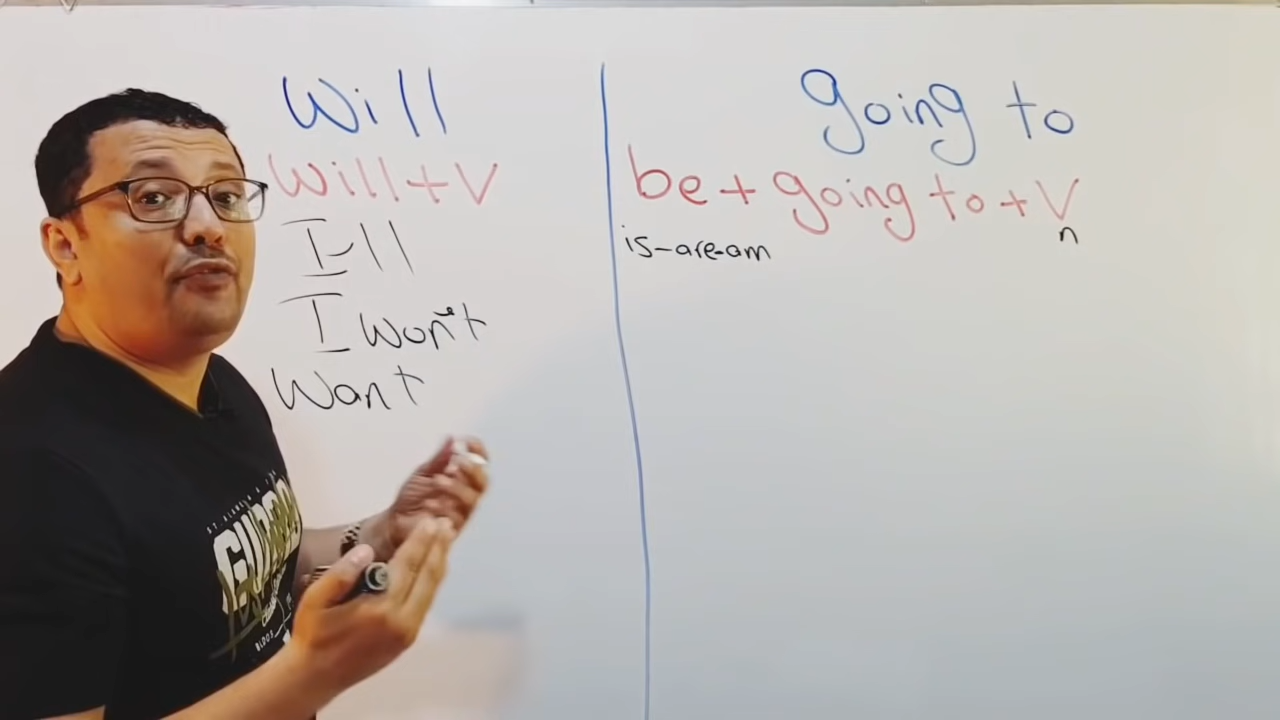 Will
Will+V
I'll
I won't
Want
going to
be + going to + V
is-are-am
n